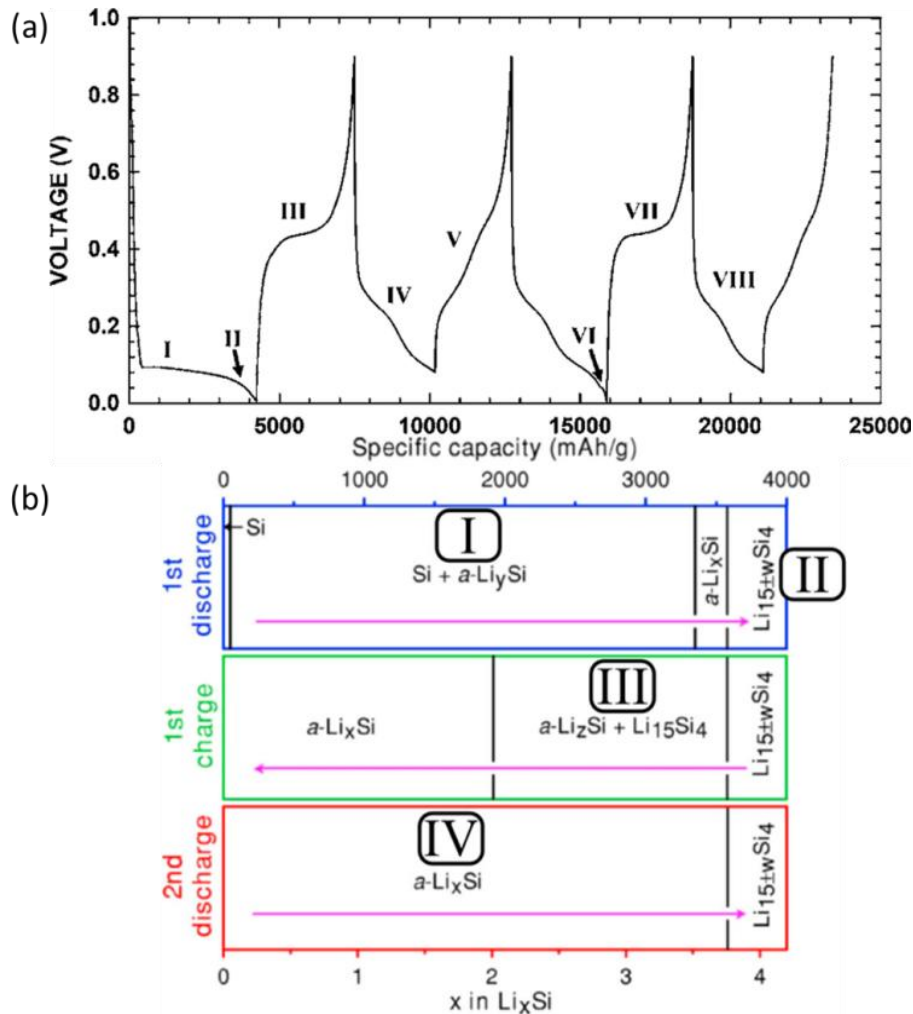 (a)
1.0
0.8
0.6
0.4
0.2
0.0
VOLTAGE (V)
I
II
III
IV
V
VI
VII
VIII
0
5000
10000
15000
20000
25000
Specific capacity (mAh/g)
(b)
0
1000
2000
3000
4000
1st
discharge
Si
I
Si + a-LiySi
a-LixSi
Li15±wSi4
II
1st
charge
a-LixSi
III
a-LizSi + Li15Si4
Li15±wSi4
2nd
discharge
IV
a-LixSi
Li15±wSi4
0
1
2
3
4
x in LixSi